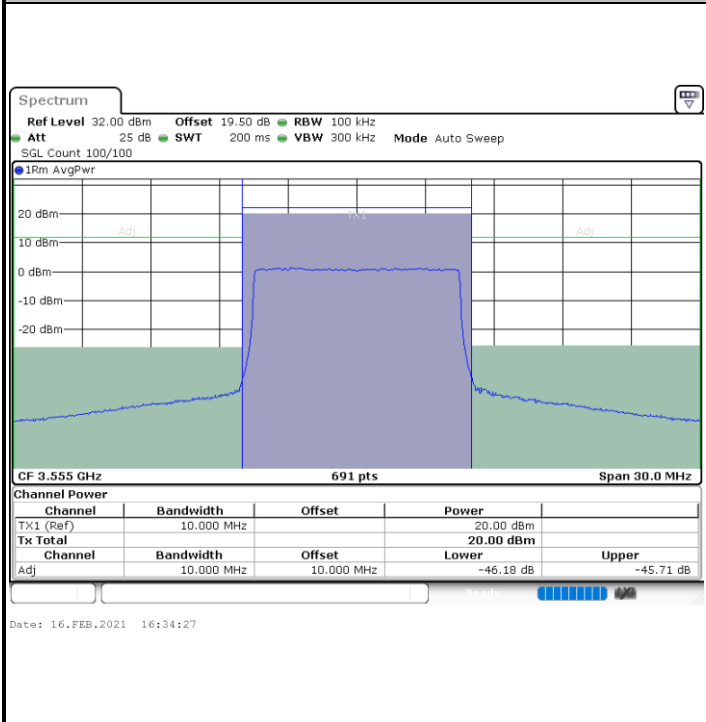 Spectrum
Ref Level 32.00 dBm Offset 19.50 dB RBW 100 kHz
Att 25 dB SWT 200 ms VBW 300 kHz Mode Auto Sweep
SGL Count 100/100
1Rm AvgPwr
20 dBm
TX1
Adj Adj
10 dBm
0 dBm
-10 dBm
-20 dBm
CF 3.555 GHz 691 pts Span 30.0 MHz
Channel Power
Channel Bandwidth Offset Power
TX1 (Ref) 10.000 MHz 20.00 dBm
Tx Total 20.00 dBm
Channel Bandwidth Offset Lower Upper
Adj 10.000 MHz 10.000 MHz -46.18 dB -45.71 dB
Ready
Date: 16.FEB.2021 16:34:27